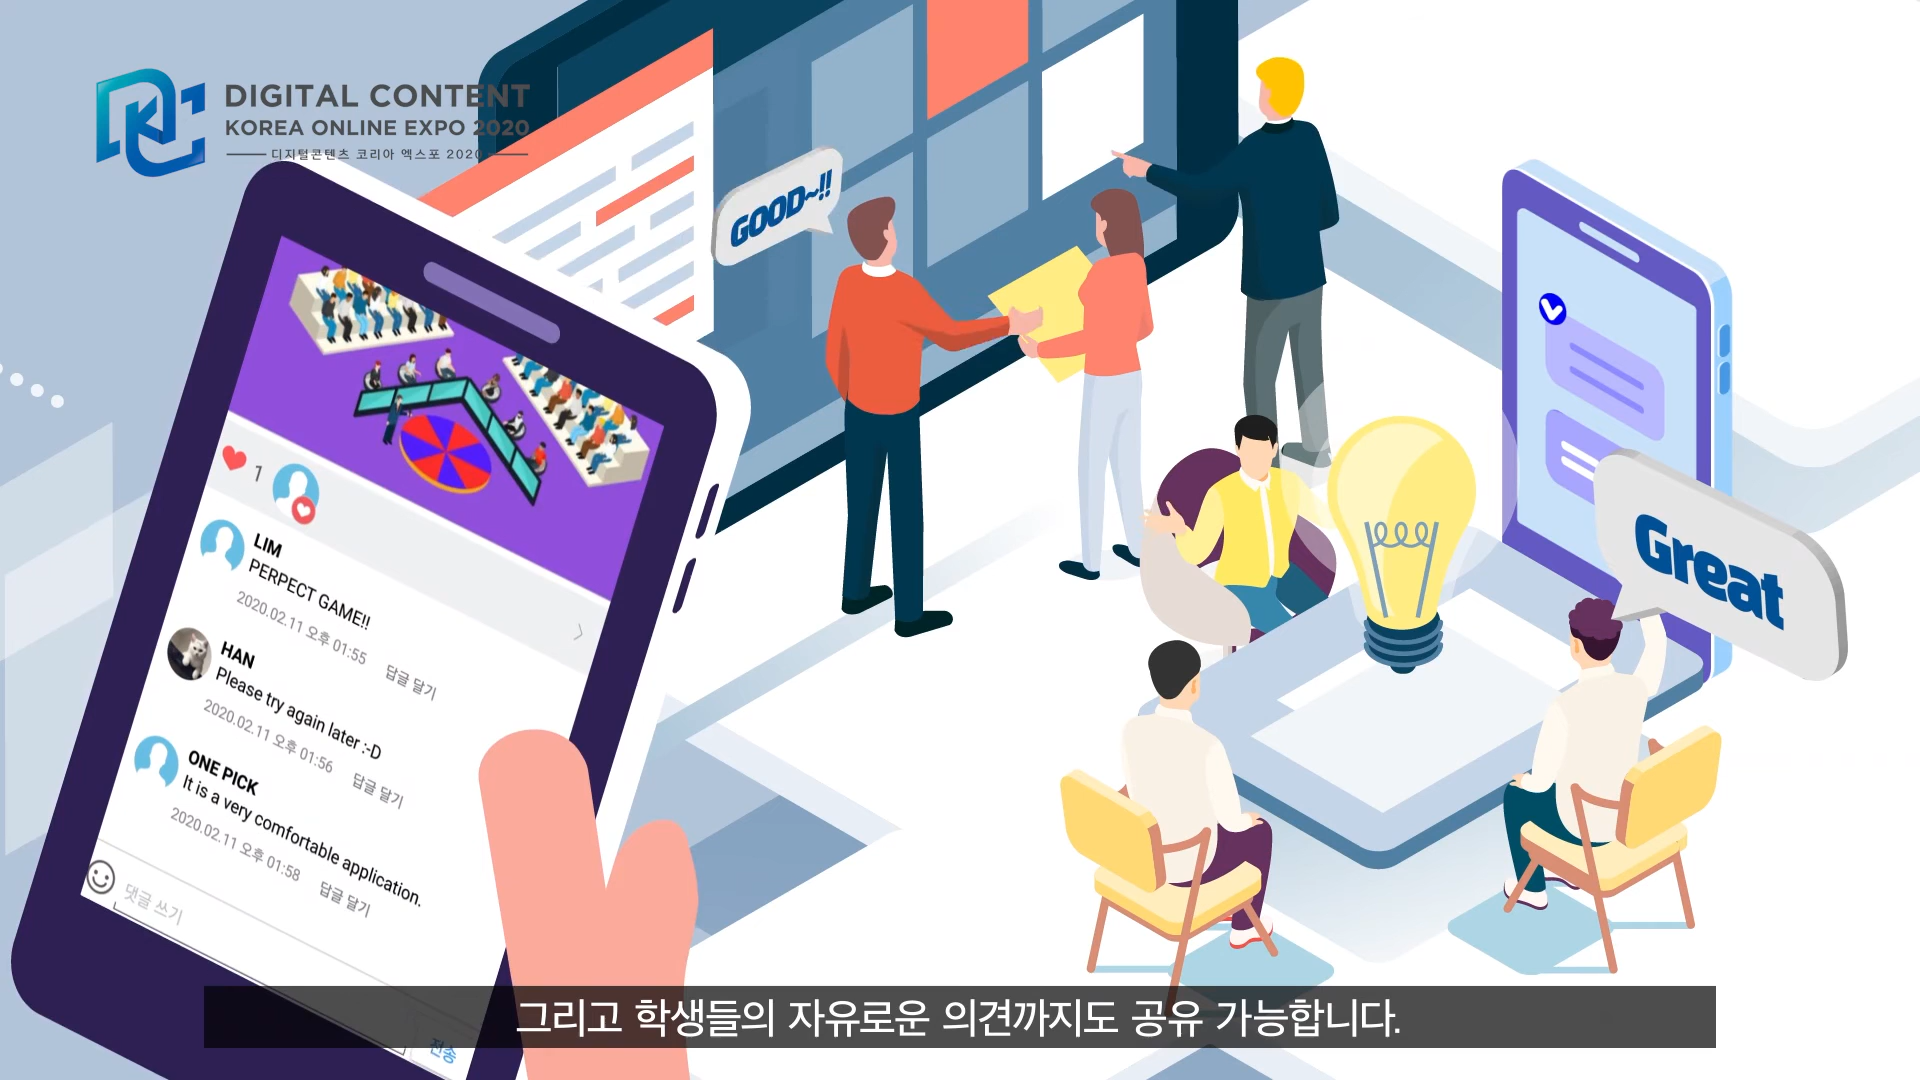 DIGITAL CONTENT
KOREA ONLINE EXPO 2020
디지털콘텐츠 코리아 엑스포 2020
GOOD~!!
Great
1
LIM
PERPECT GAME!!
2020.02.11 오후 01:55 답글 달기
HAN
Please try again later :-D
2020.02.11 오후 01:56 답글 달기
ONE PICK
It is a very comfortable application.
2020.02.11 오후 01:58 답글 달기
댓글 쓰기
전송
그리고 학생들의 자유로운 의견까지도 공유 가능합니다.